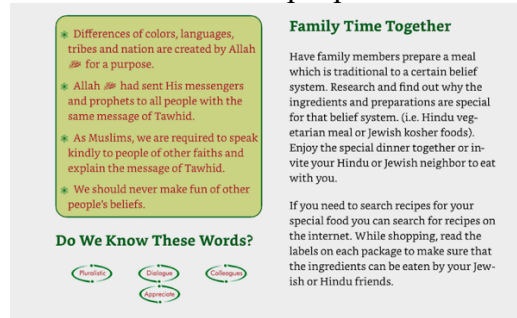 ✳ Differences of colors, languages,
tribes and nation are created by Allah
ﷻ for a purpose.
✳ Allah ﷻ had sent His messengers
and prophets to all people with the
same message of Tawhid.
✳ As Muslims, we are required to speak
kindly to people of other faiths and
explain the message of Tawhid.
✳ We should never make fun of other
people's beliefs.
Do We Know These Words?
Pluralistic Dialogue Colleagues
Appreciate
Family Time Together
Have family members prepare a meal
which is traditional to a certain belief
system. Research and find out why the
ingredients and preparations are special
for that belief system. (i.e. Hindu veg-
etarian meal or Jewish kosher foods).
Enjoy the special dinner together or in-
vite your Hindu or Jewish neighbor to eat
with you.
If you need to search recipes for your
special food you can search for recipes on
the internet. While shopping, read the
labels on each package to make sure that
the ingredients can be eaten by your Jew-
ish or Hindu friends.